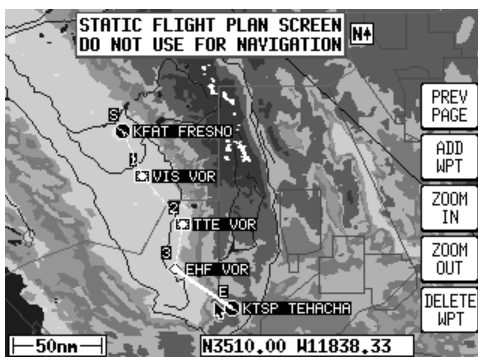 STATIC FLIGHT PLAN SCREEN
DO NOT USE FOR NAVIGATION
N↑
PREV
PAGE
S
KFAT FRESNO
ADD
WPT
1
VIS VOR
ZOOM
IN
2
TTE VOR
3
EHF VOR
ZOOM
OUT
E
KTSP TEHACHA
DELETE
WPT
50nm
N3510.00 W11838.33